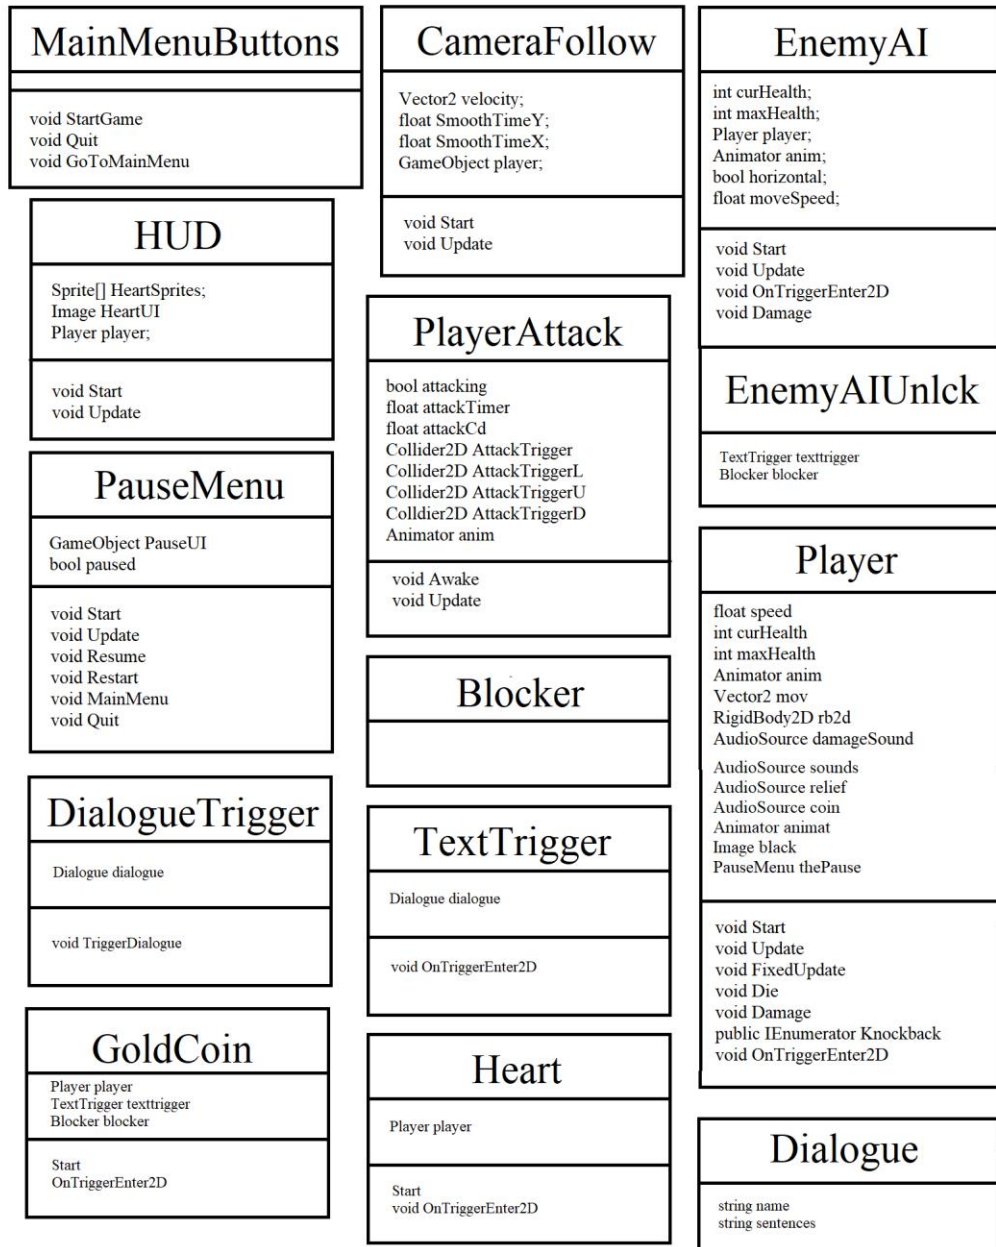 MainMenuButtons
void StartGame
void Quit
void GoToMainMenu
HUD
Sprite[] HeartSprites;
Image HeartUI
Player player;
void Start
void Update
PauseMenu
GameObject PauseUI
bool paused
void Start
void Update
void Resume
void Restart
void MainMenu
void Quit
DialogueTrigger
Dialogue dialogue
void TriggerDialogue
GoldCoin
Player player
TextTrigger texttrigger
Blocker blocker
Start
OnTriggerEnter2D
CameraFollow
Vector2 velocity;
float SmoothTimeY;
float SmoothTimeX;
GameObject player;
void Start
void Update
PlayerAttack
bool attacking
float attackTimer
float attackCd
Collider2D AttackTrigger
Collider2D AttackTriggerL
Collider2D AttackTriggerU
Colldier2D AttackTriggerD
Animator anim
void Awake
void Update
Blocker
TextTrigger
Dialogue dialogue
void OnTriggerEnter2D
Heart
Player player
Start
void OnTriggerEnter2D
EnemyAI
int curHealth;
int maxHealth;
Player player;
Animator anim;
bool horizontal;
float moveSpeed;
void Start
void Update
void OnTriggerEnter2D
void Damage
EnemyAIUnlck
TextTrigger texttrigger
Blocker blocker
Player
float speed
int curHealth
int maxHealth
Animator anim
Vector2 mov
RigidBody2D rb2d
AudioSource damageSound
AudioSource sounds
AudioSource relief
AudioSource coin
Animator animat
Image black
PauseMenu thePause
void Start
void Update
void FixedUpdate
void Die
void Damage
public IEnumerator Knockback
void OnTriggerEnter2D
Dialogue
string name
string sentences